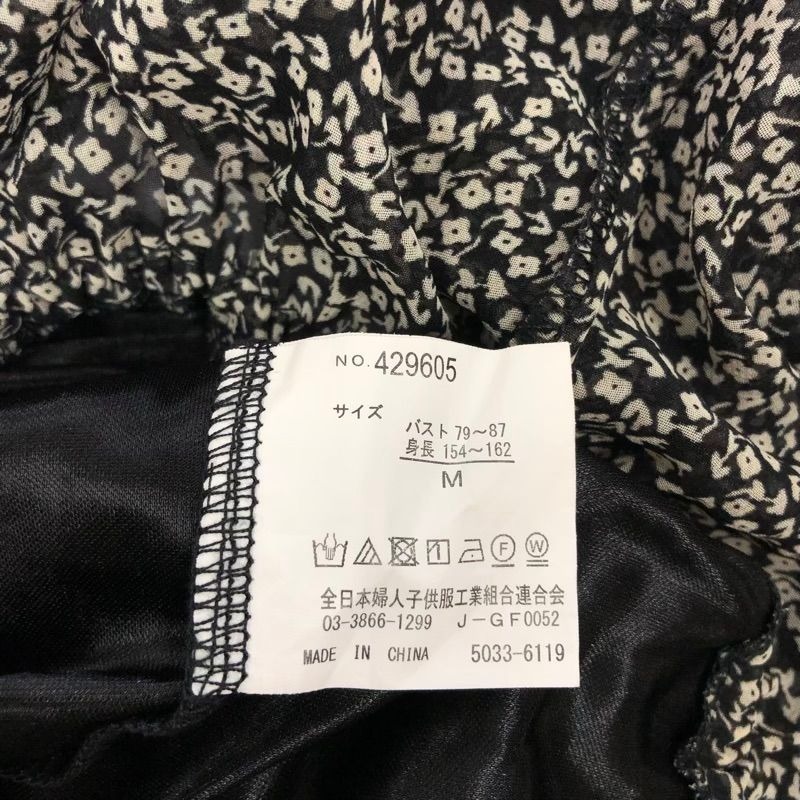 NO. 429605
サイズ
バスト 79〜87
身長 154〜162
M
全日本婦人子供服工業組合連合会
03-3866-1299 J-GF0052
MADE IN CHINA 5033-6119